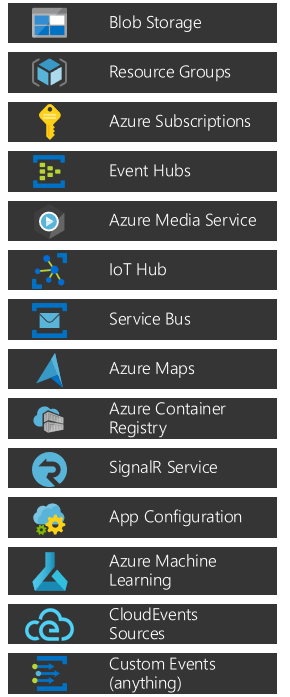 Blob Storage
Resource Groups
Azure Subscriptions
Event Hubs
Azure Media Service
IoT Hub
Service Bus
Azure Maps
Azure Container
Registry
SignalR Service
App Configuration
Azure Machine
Learning
CloudEvents
Sources
Custom Events
(anything)